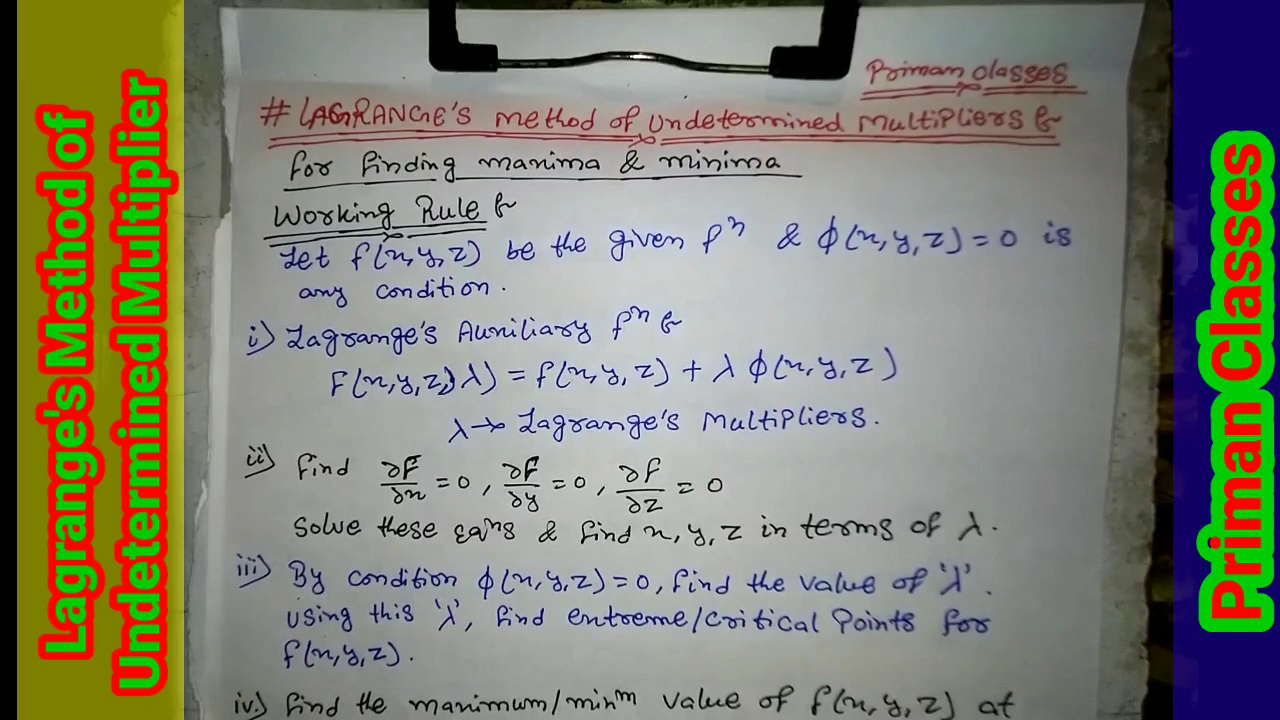 Lagrange's Method of
Undetermined Multiplier
Priman Classes
# LAGRANGE's method of undetermined Multipliers :-
for finding maxima & minima
Working Rule :-
Let f(x,y,z) be the given fⁿ & ϕ(x,y,z)=0 is
any condition.
i) Lagrange's Auxiliary fⁿ :-
F(x,y,z,λ) = f(x,y,z) + λ ϕ(x,y,z)
λ → Lagrange's Multipliers.
ii) find ∂F/∂x = 0, ∂F/∂y = 0, ∂F/∂z = 0
Solve these eqⁿs & find x,y,z in terms of λ.
iii) By condition ϕ(x,y,z)=0, find the value of 'λ'.
using this 'λ', find extreme/critical Points for
f(x,y,z).
iv.) find the maximum/minᵐ value of f(x,y,z) at
Priman Classes